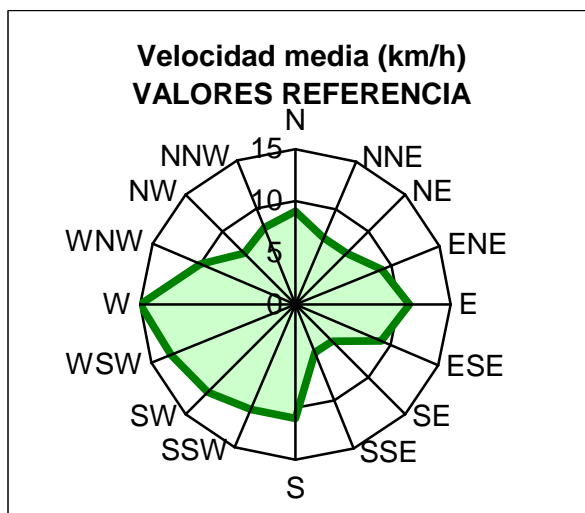 Velocidad media (km/h)
VALORES REFERENCIA
N
NNW
15
NNE
NW
10
NE
WNW
5
ENE
W
0
E
WSW
ESE
SW
SE
SSW
SSE
S